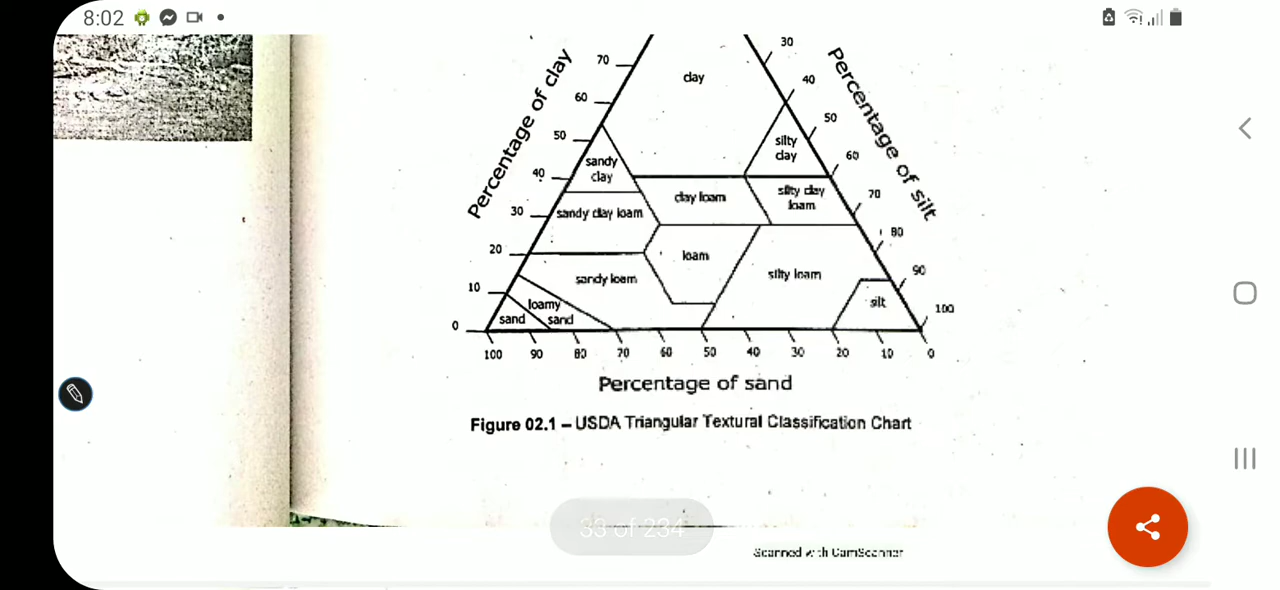 8:02
70
60
50
40
30
20
10
0
Percentage of clay
30
40
50
60
70
80
90
100
Percentage of silt
clay
silty
clay
sandy
clay
clay loam
silty clay
loam
sandy clay loam
loam
sandy loam
silty loam
loamy
sand
sand
silt
100 90 80 70 60 50 40 30 20 10 0
Percentage of sand
Figure 02.1 – USDA Triangular Textural Classification Chart
33 of 234
Scanned with CamScanner